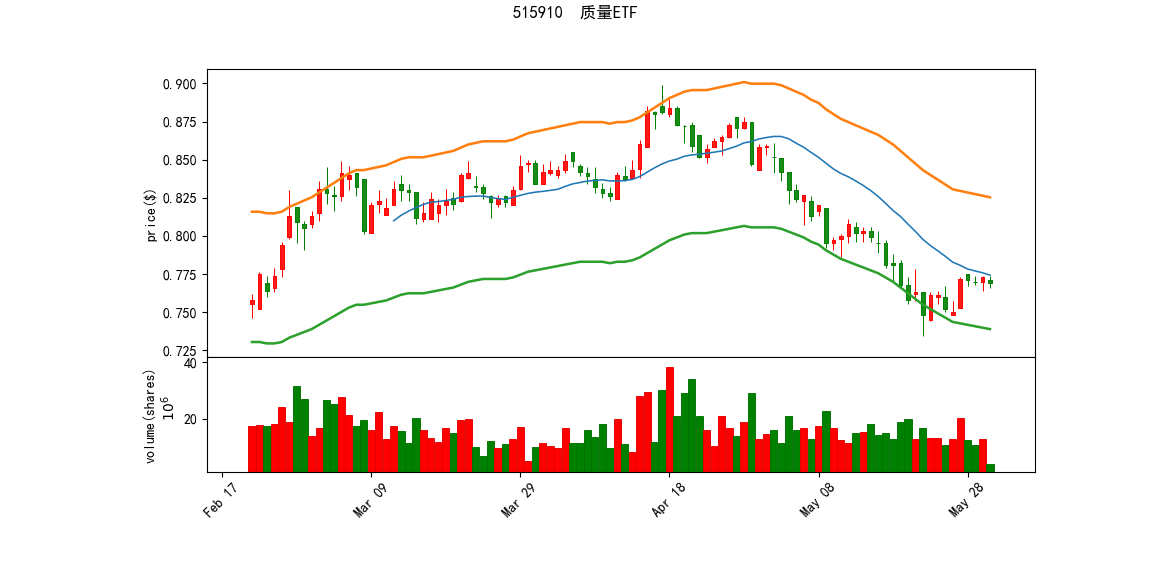 515910  质量ETF
price($)
0.900
0.875
0.850
0.825
0.800
0.775
0.750
0.725
volume(shares)
10^6
40
20
Feb 17
Mar 09
Mar 29
Apr 18
May 08
May 28